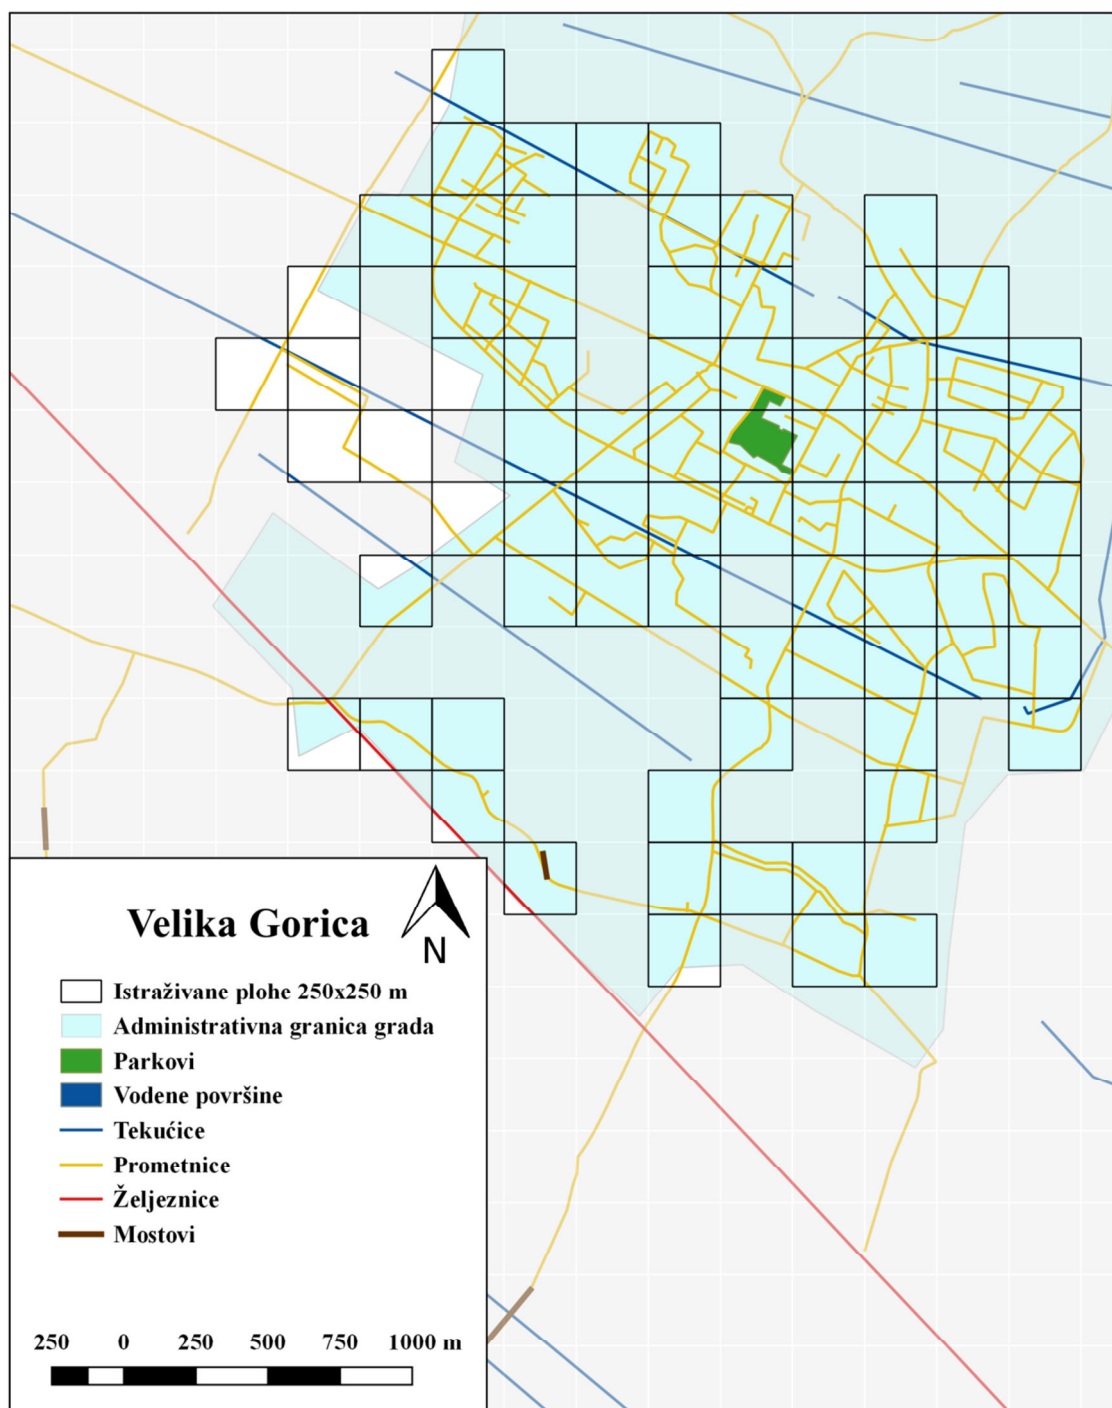 Velika Gorica
N
Istraživane plohe 250x250 m
Administrativna granica grada
Parkovi
Vodene površine
Tekućice
Prometnice
Željeznice
Mostovi
250 0 250 500 750 1000 m